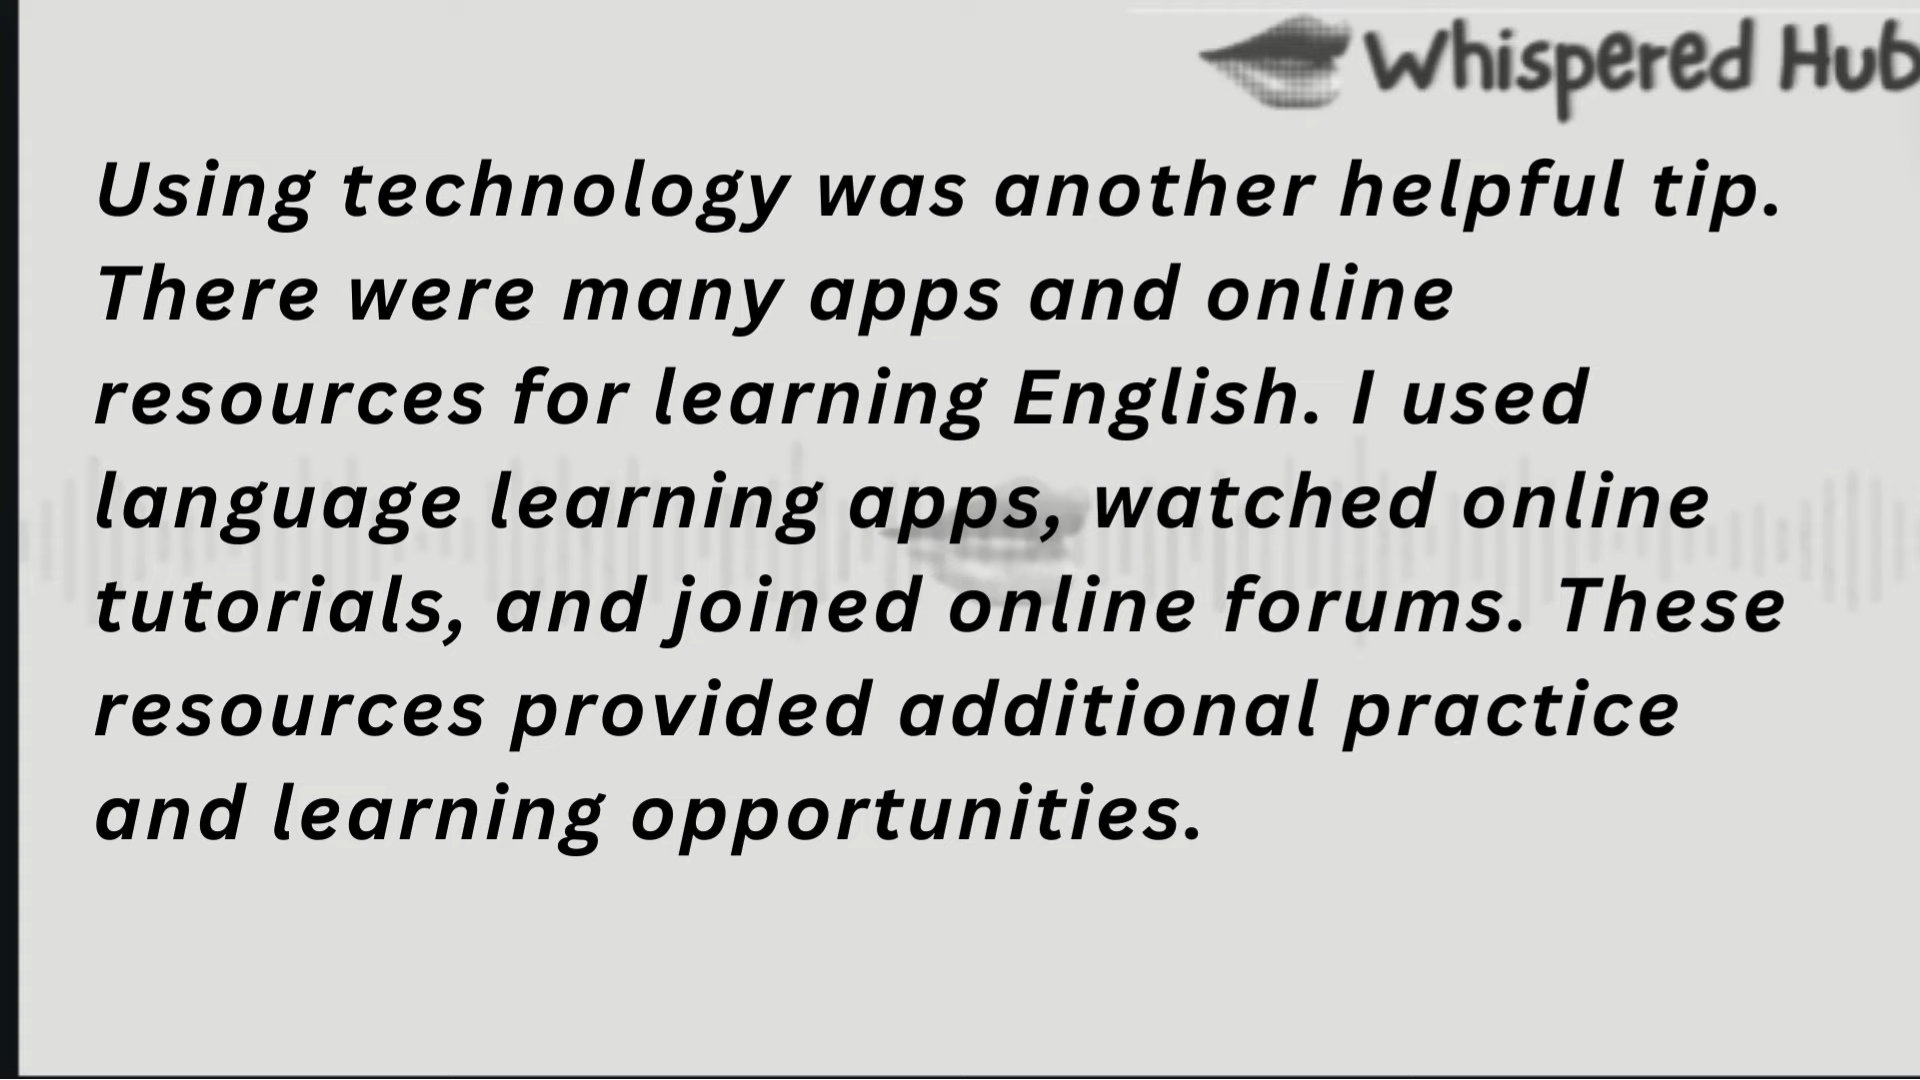 Whispered Hub
Using technology was another helpful tip.
There were many apps and online
resources for learning English. I used
language learning apps, watched online
tutorials, and joined online forums. These
resources provided additional practice
and learning opportunities.